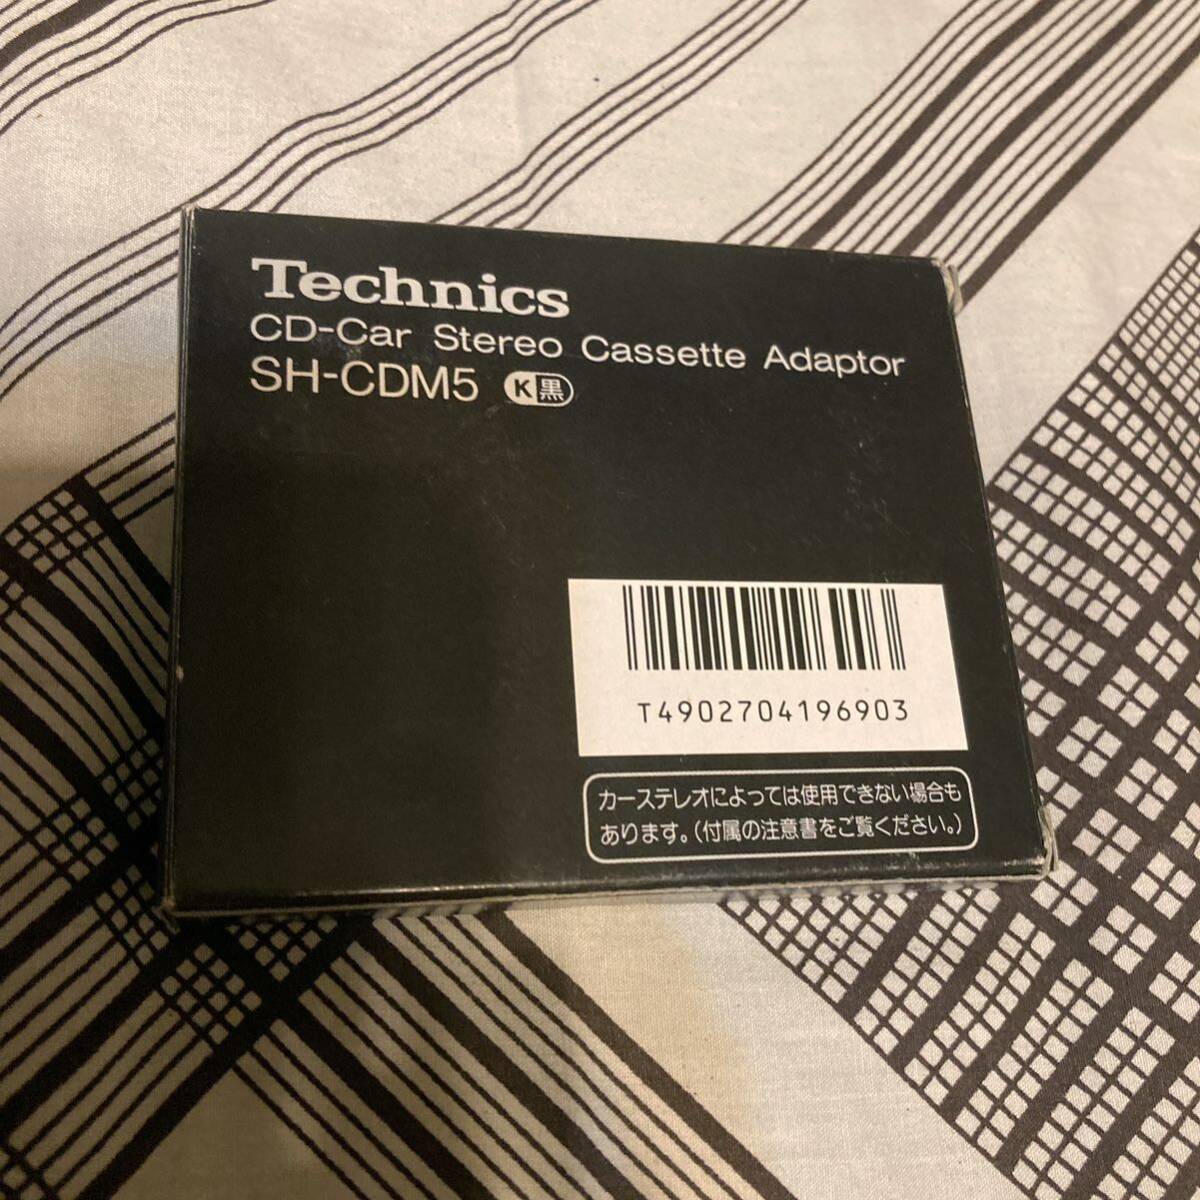 Technics
CD-Car Stereo Cassette Adaptor
SH-CDM5 K黒
T4902704196903
カーステレオによっては使用できない場合も
あります。(付属の注意書をご覧ください。)